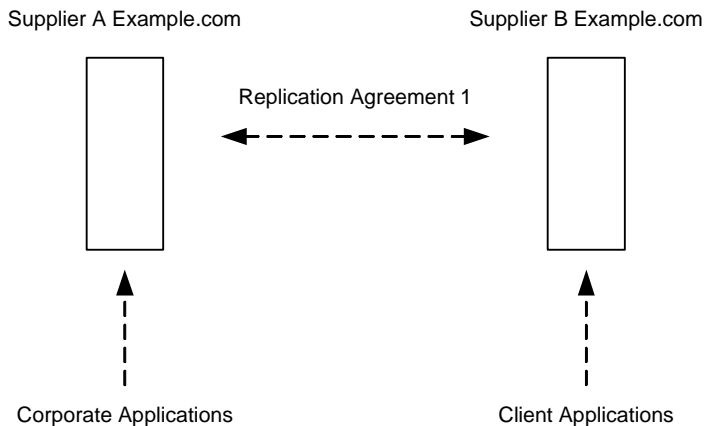 Supplier A Example.com
Supplier B Example.com
Replication Agreement 1
Corporate Applications
Client Applications